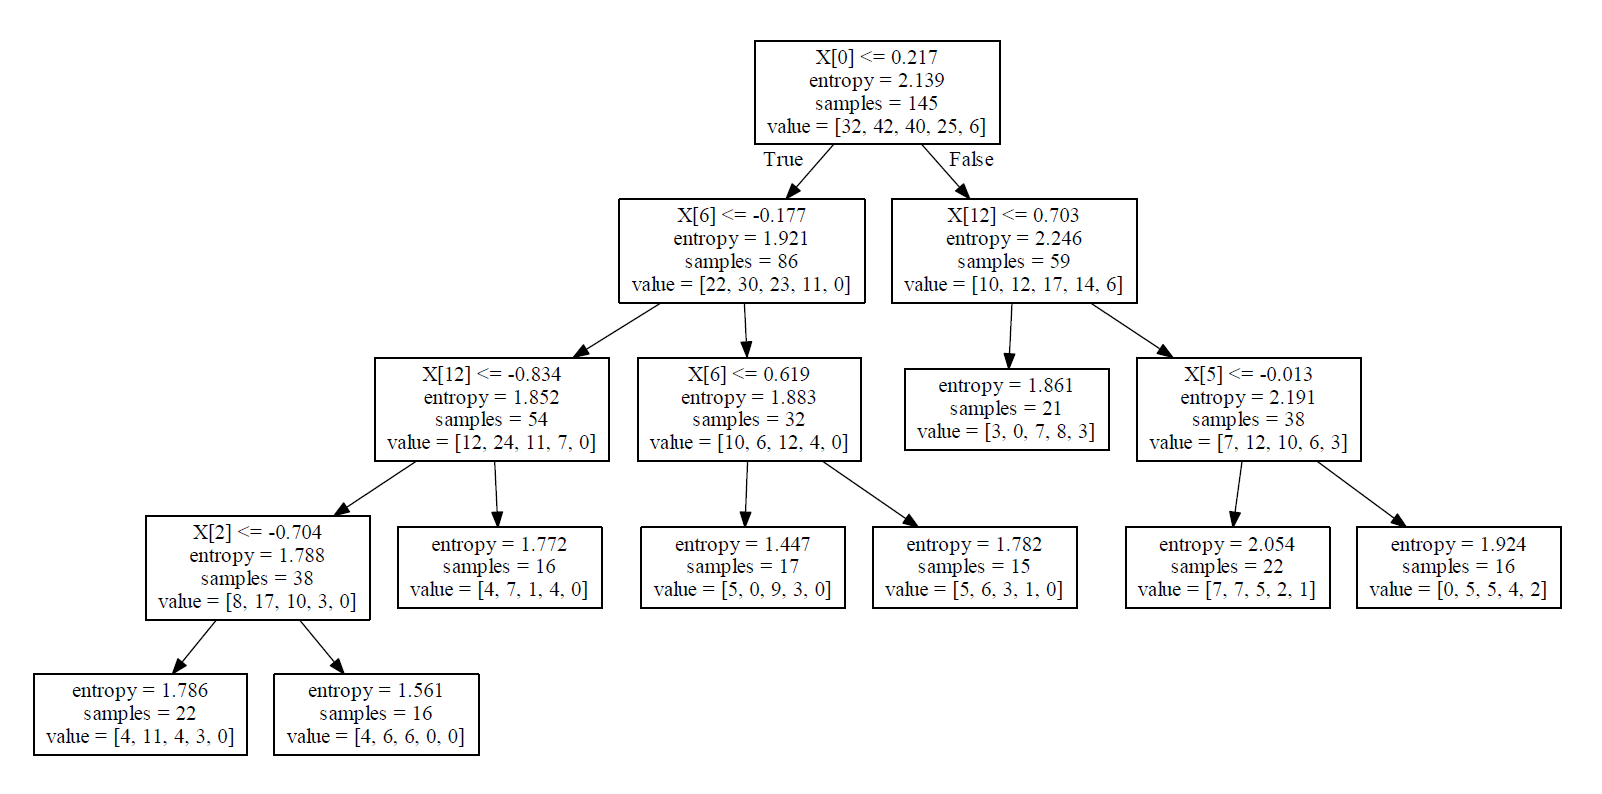 X[0] <= 0.217
entropy = 2.139
samples = 145
value = [32, 42, 40, 25, 6]
True
False
X[6] <= -0.177
entropy = 1.921
samples = 86
value = [22, 30, 23, 11, 0]
X[12] <= 0.703
entropy = 2.246
samples = 59
value = [10, 12, 17, 14, 6]
X[12] <= -0.834
entropy = 1.852
samples = 54
value = [12, 24, 11, 7, 0]
X[6] <= 0.619
entropy = 1.883
samples = 32
value = [10, 6, 12, 4, 0]
entropy = 1.861
samples = 21
value = [3, 0, 7, 8, 3]
X[5] <= -0.013
entropy = 2.191
samples = 38
value = [7, 12, 10, 6, 3]
X[2] <= -0.704
entropy = 1.788
samples = 38
value = [8, 17, 10, 3, 0]
entropy = 1.772
samples = 16
value = [4, 7, 1, 4, 0]
entropy = 1.447
samples = 17
value = [5, 0, 9, 3, 0]
entropy = 1.782
samples = 15
value = [5, 6, 3, 1, 0]
entropy = 2.054
samples = 22
value = [7, 7, 5, 2, 1]
entropy = 1.924
samples = 16
value = [0, 5, 5, 4, 2]
entropy = 1.786
samples = 22
value = [4, 11, 4, 3, 0]
entropy = 1.561
samples = 16
value = [4, 6, 6, 0, 0]